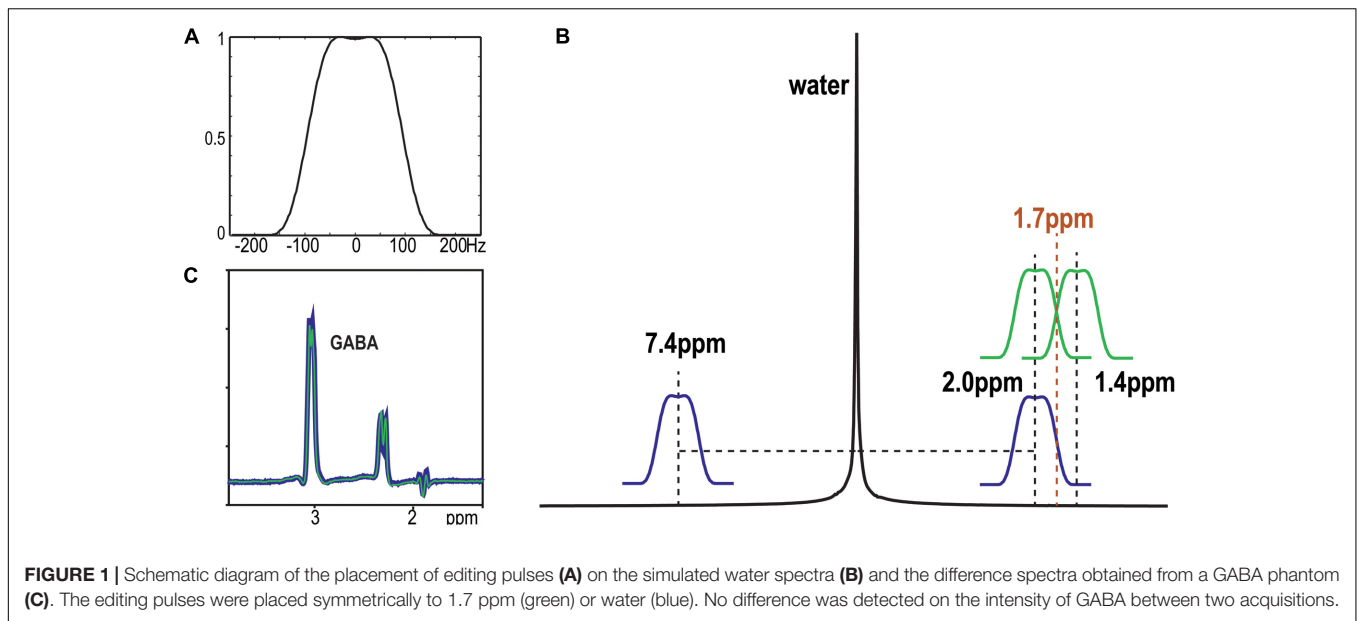 A
1
0.5
0
-200 -100 0 100 200Hz
B
water
1.7ppm
7.4ppm
2.0ppm
1.4ppm
C
GABA
3 2 ppm
FIGURE 1 | Schematic diagram of the placement of editing pulses (A) on the simulated water spectra (B) and the difference spectra obtained from a GABA phantom
(C). The editing pulses were placed symmetrically to 1.7 ppm (green) or water (blue). No difference was detected on the intensity of GABA between two acquisitions.